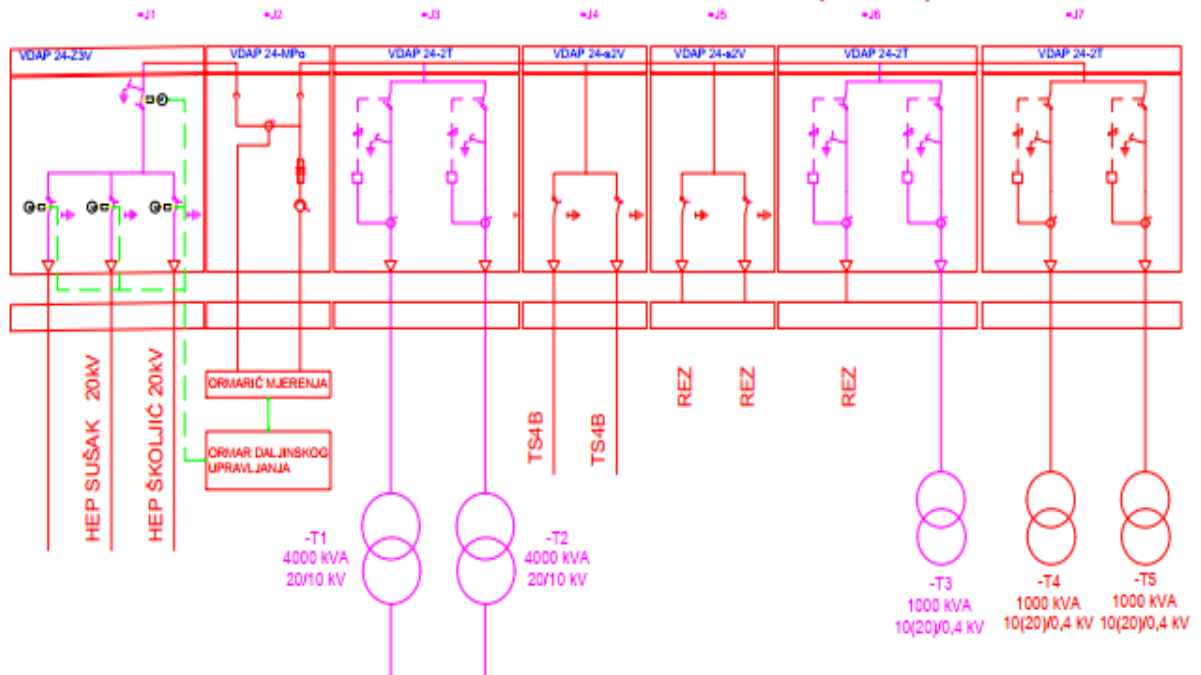 =J1 =J2 =J3 =J4 =J5 =J6 =J7
VDAP 24-Z3V VDAP 24-MPo VDAP 24-2T VDAP 24-s2V VDAP 24-s2V VDAP 24-2T VDAP 24-2T
HEP SUŠAK 20kV
HEP ŠKOLJIĆ 20kV
ORMARIĆ MJERENJA
ORMAR DALJINSKOG
UPRAVLJANJA
TS4B
TS4B
REZ
REZ
REZ
-T1
4000 kVA
20/10 kV
-T2
4000 kVA
20/10 kV
-T3
1000 kVA
10(20)/0,4 kV
-T4
1000 kVA
10(20)/0,4 kV
-T5
1000 kVA
10(20)/0,4 kV